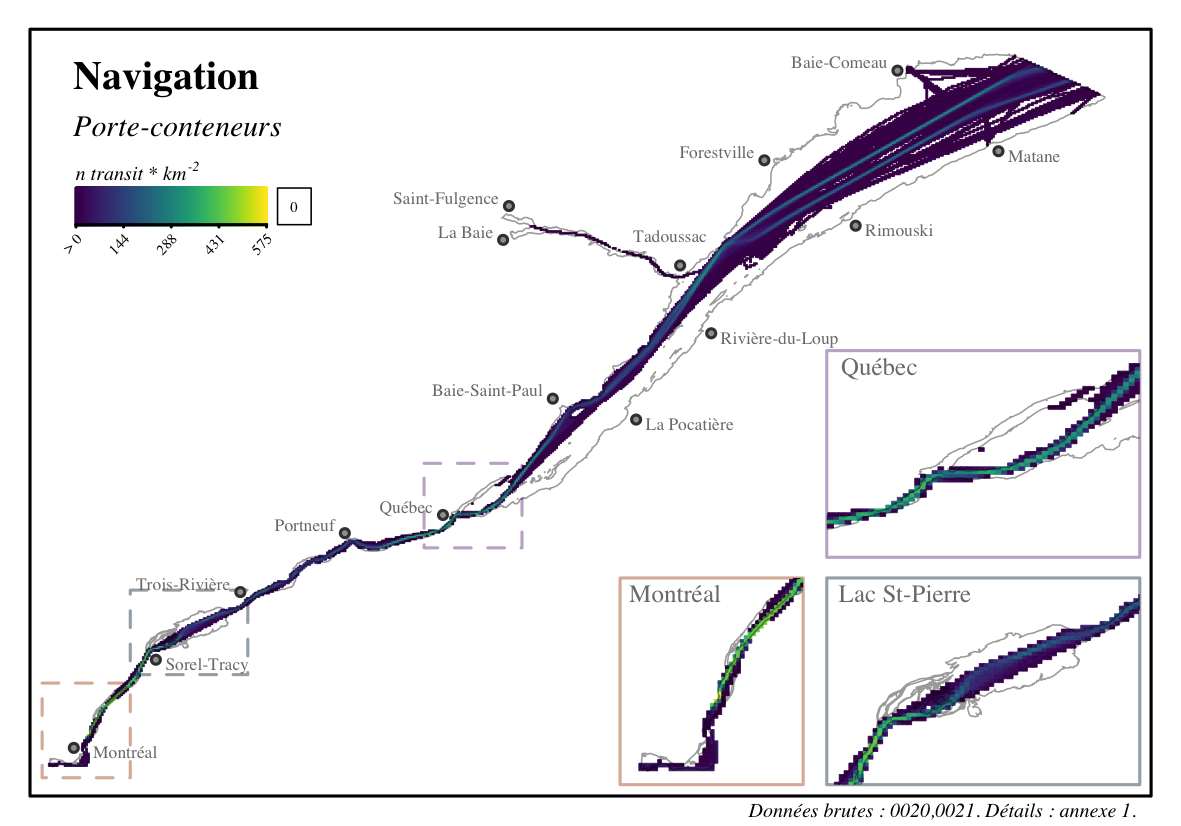 Navigation
Porte-conteneurs
n transit * km-2
0
> 0
144
288
431
575
Baie-Comeau
Forestville
Matane
Saint-Fulgence
La Baie
Tadoussac
Rimouski
Rivière-du-Loup
Baie-Saint-Paul
La Pocatière
Québec
Portneuf
Trois-Rivière
Sorel-Tracy
Montréal
Québec
Montréal
Lac St-Pierre
Données brutes : 0020,0021. Détails : annexe 1.